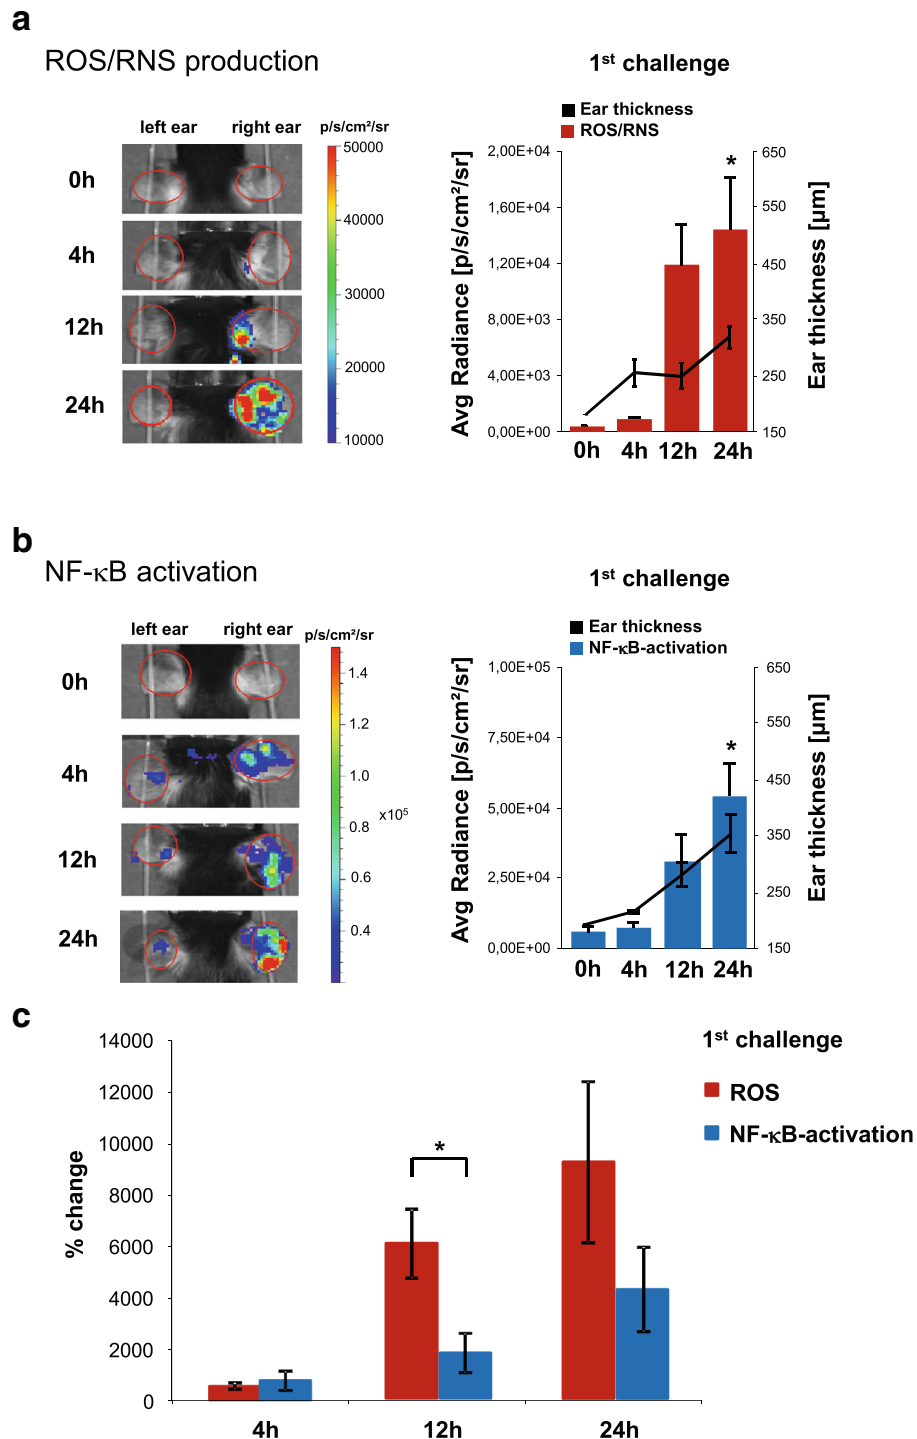 a
ROS/RNS production
left ear
right ear
p/s/cm²/sr
0h
4h
12h
24h
50000
40000
30000
20000
10000
1st challenge
Ear thickness
ROS/RNS
Avg Radiance [p/s/cm²/sr]
2,00E+04
1,60E+04
1,20E+04
8,00E+03
4,00E+03
0,00E+00
*
650
550
450
350
250
150
Ear thickness [µm]
0h 4h 12h 24h
b
NF-κB activation
left ear
right ear
p/s/cm²/sr
0h
4h
12h
24h
1.4
1.2
1.0
x10⁵
0.8
0.6
0.4
1st challenge
Ear thickness
NF-κB-activation
Avg Radiance [p/s/cm²/sr]
1,00E+05
7,50E+04
5,00E+04
2,50E+04
0,00E+00
*
650
550
450
350
250
150
Ear thickness [µm]
0h 4h 12h 24h
c
% change
14000
12000
10000
8000
6000
4000
2000
0
*
4h 12h 24h
1st challenge
ROS
NF-κB-activation